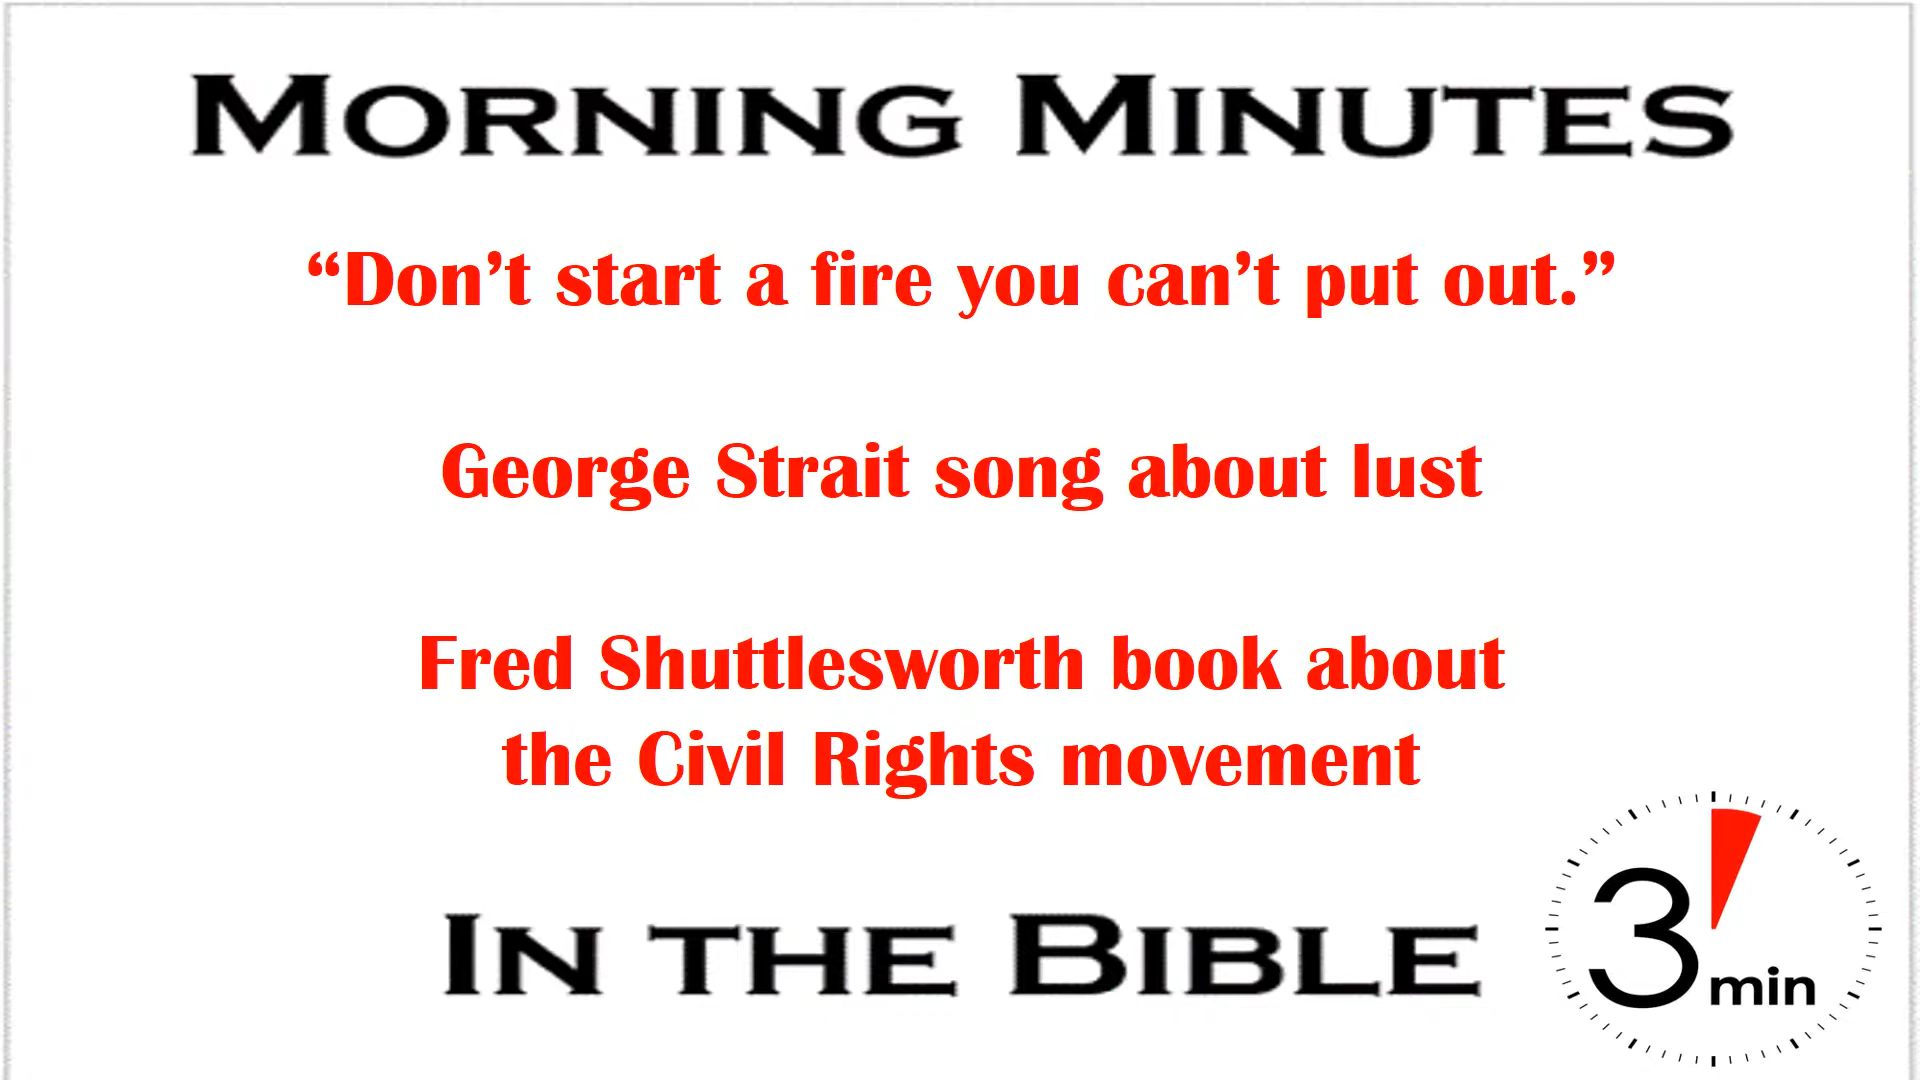 Morning Minutes
“Don’t start a fire you can’t put out.”
George Strait song about lust
Fred Shuttlesworth book about
the Civil Rights movement
In the Bible
3 min